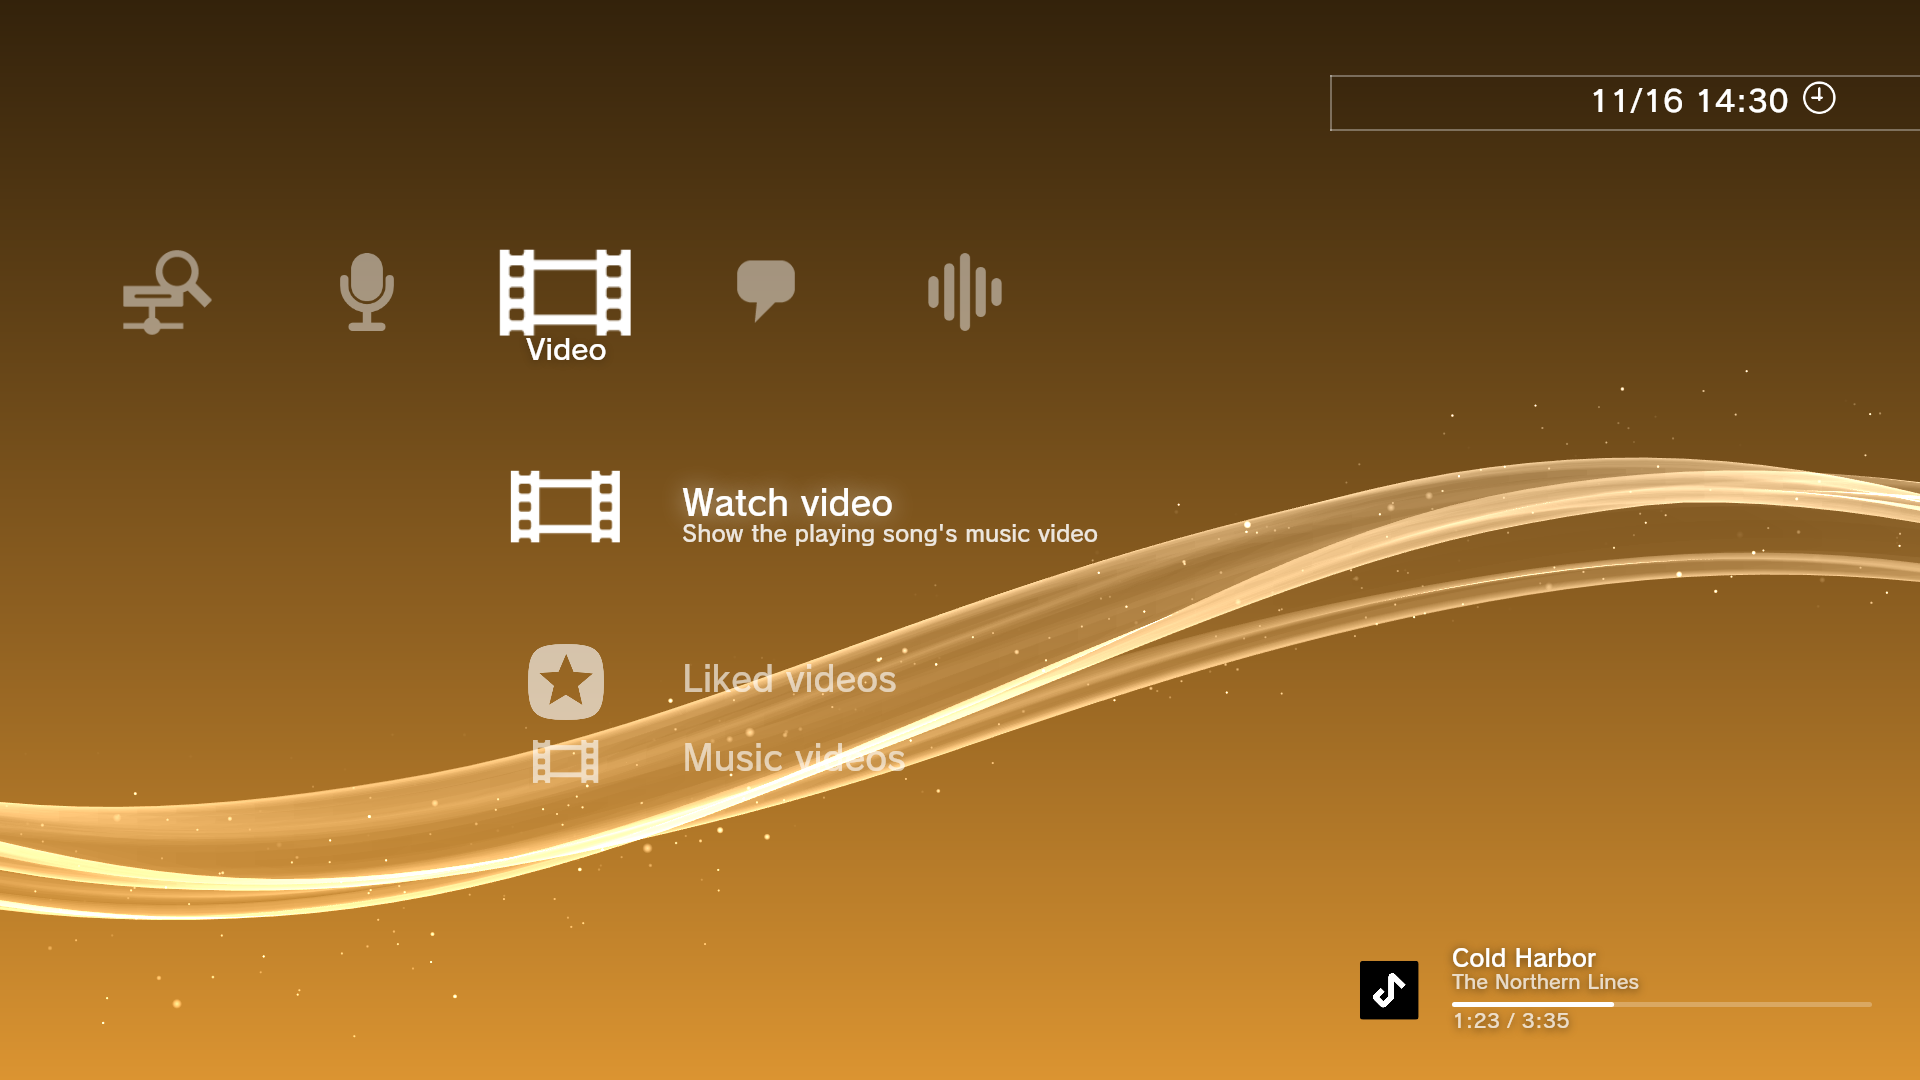 11/16 14:30
Video
Watch video
Show the playing song's music video
Liked videos
Music videos
Cold Harbor
The Northern Lines
1:23 / 3:35